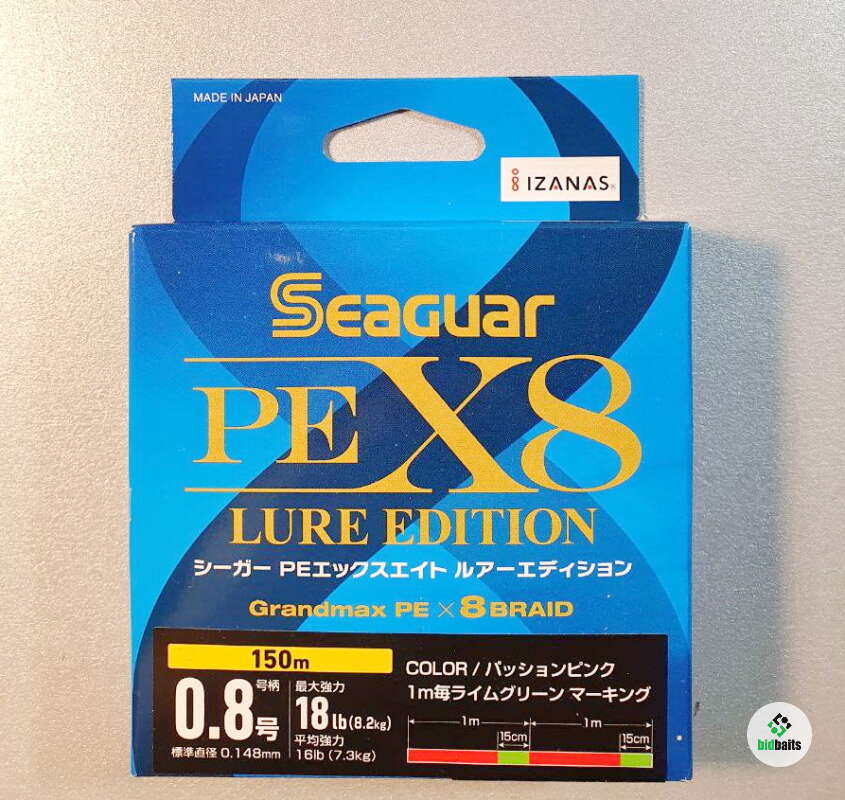 MADE IN JAPAN
IZANAS
Seaguar
PE X8
LURE EDITION
シーガー PEエックスエイト ルアーエディション
Grandmax PE × 8 BRAID
150m
0.8号
号柄
標準直径 0.148mm
最大強力
18lb(8.2kg)
平均強力
16lb (7.3kg)
COLOR / パッションピンク
1m毎ライムグリーン マーキング
1m 1m
15cm 15cm
bidbaits